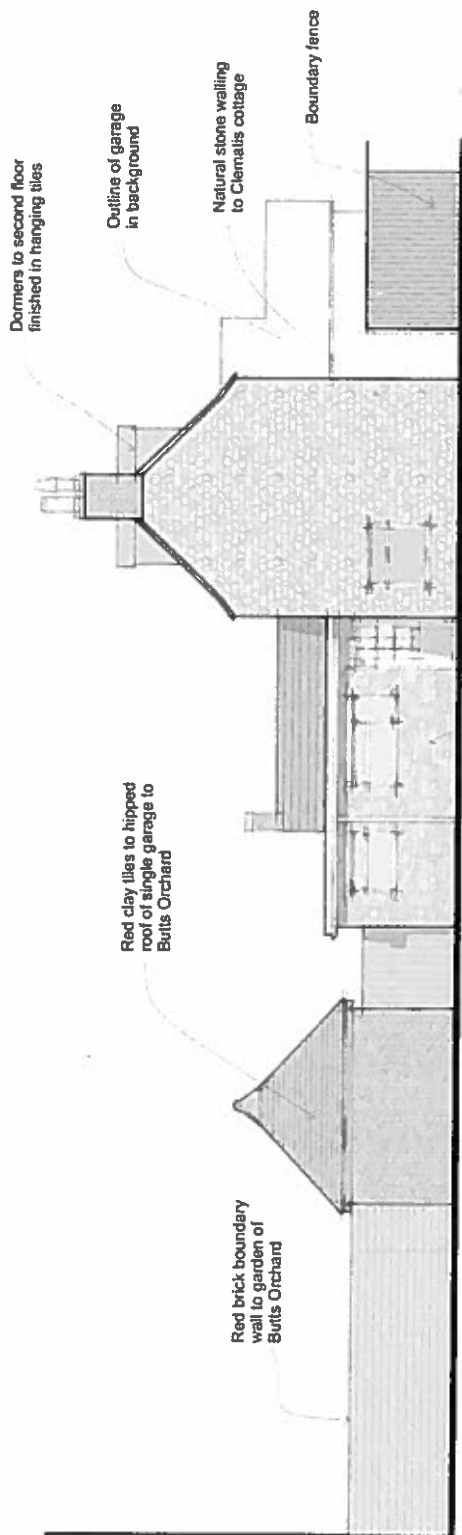 Red brick boundary
wall to garden of
Butts Orchard
Red clay tiles to hipped
roof of single garage to
Butts Orchard
Dormers to second floor
finished in hanging tiles
Outline of garage
in background
Natural stone walling
to Clematis cottage
Boundary fence